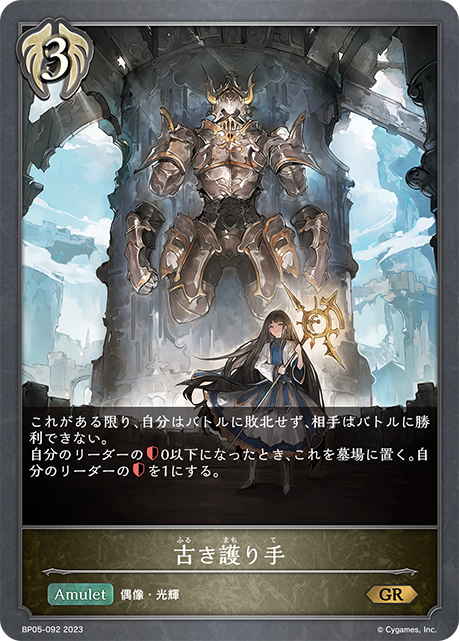 3
これがある限り、自分はバトルに敗北せず、相手はバトルに勝
利できない。
自分のリーダーの0以下になったとき、これを墓場に置く。自
分のリーダーのを1にする。
ふる まも て
古き護り手
Amulet 偶像・光輝
GR
BP05-092 2023
© Cygames, Inc.